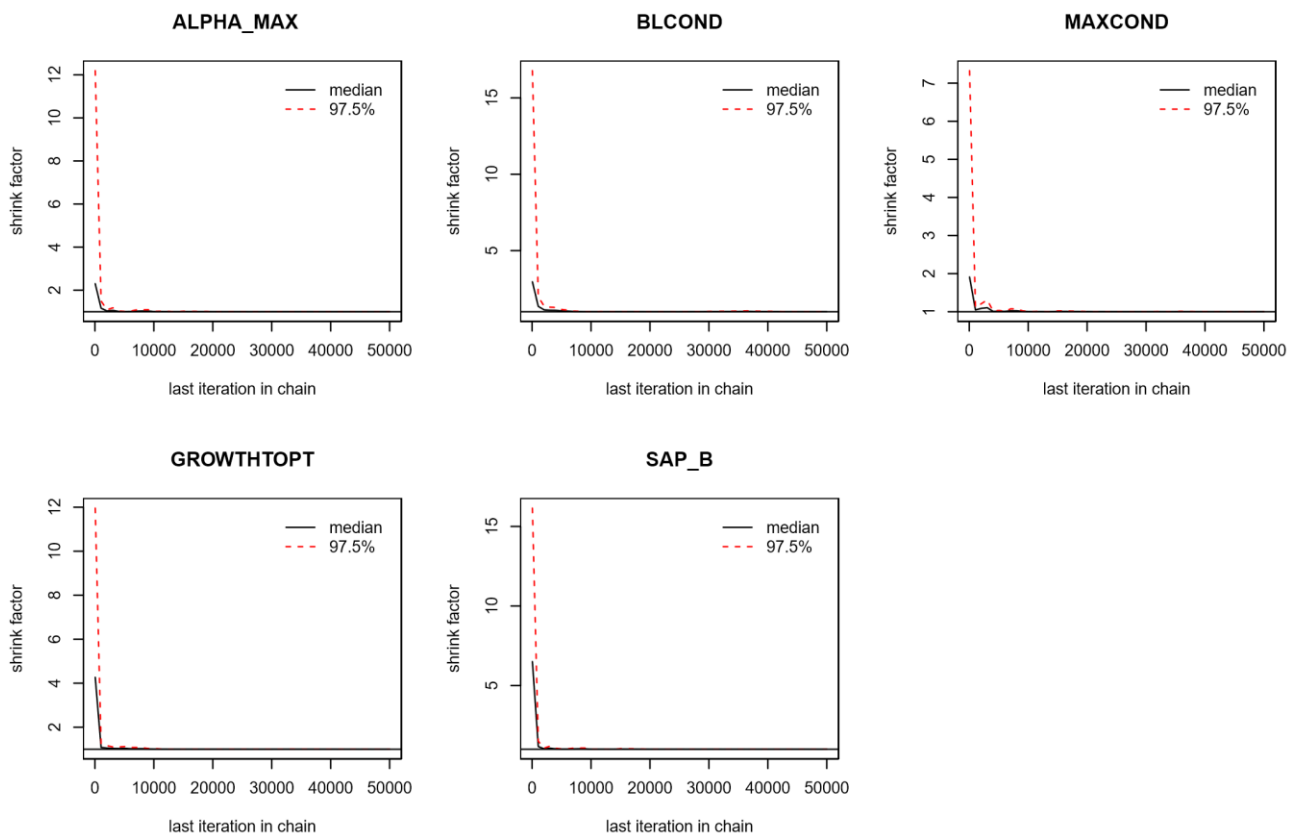 ALPHA_MAX
shrink factor
2
4
6
8
10
12
median
97.5%
0 10000 20000 30000 40000 50000
last iteration in chain
BLCOND
shrink factor
5
10
15
median
97.5%
0 10000 20000 30000 40000 50000
last iteration in chain
MAXCOND
shrink factor
1
2
3
4
5
6
7
median
97.5%
0 10000 20000 30000 40000 50000
last iteration in chain
GROWTHTOPT
shrink factor
2
4
6
8
10
12
median
97.5%
0 10000 20000 30000 40000 50000
last iteration in chain
SAP_B
shrink factor
5
10
15
median
97.5%
0 10000 20000 30000 40000 50000
last iteration in chain